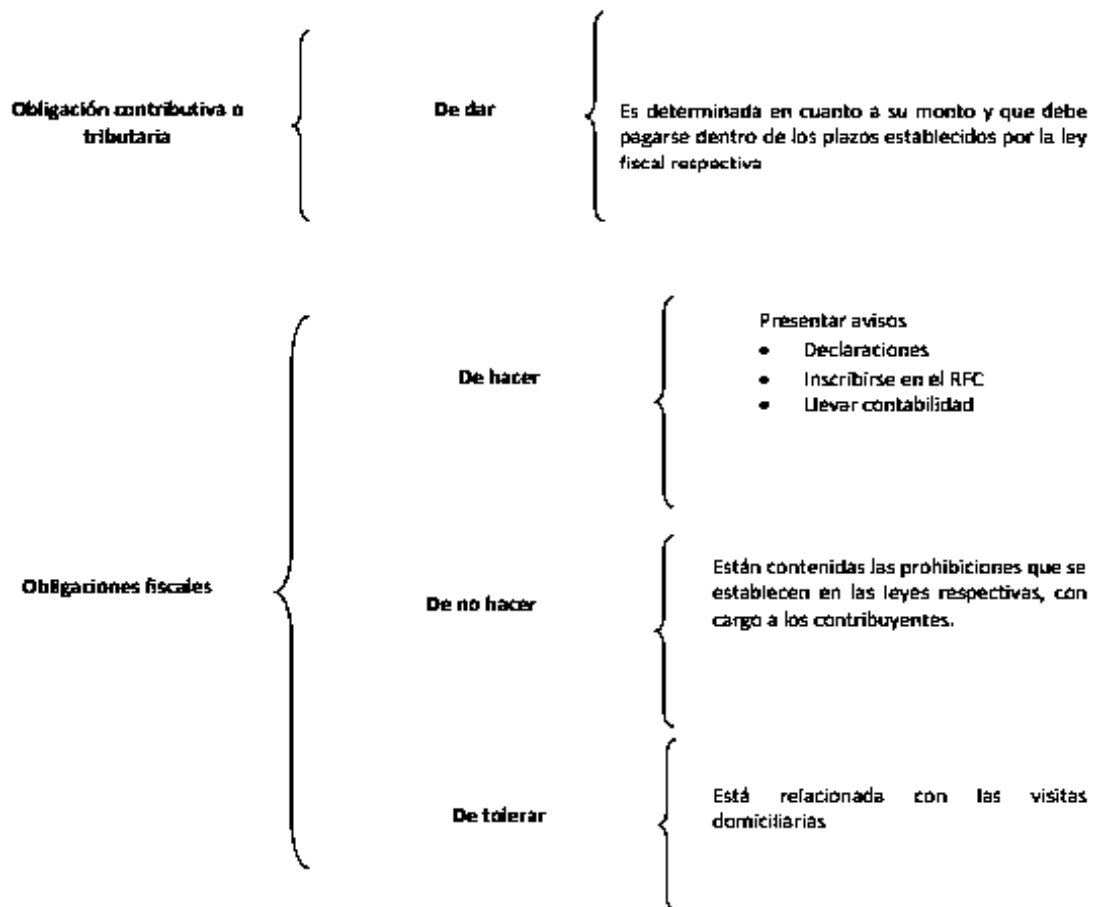 Obligación contributiva o
tributaria
De dar
Es determinada en cuanto a su monto y que debe
pagarse dentro de los plazos establecidos por la ley
fiscal respectiva
Obligaciones fiscales
De hacer
Presentar avisos
• Declaraciones
• Inscribirse en el RFC
• Llevar contabilidad
De no hacer
Están contenidas las prohibiciones que se
establecen en las leyes respectivas, con
cargo a los contribuyentes.
De tolerar
Está relacionada con las visitas
domiciliarias